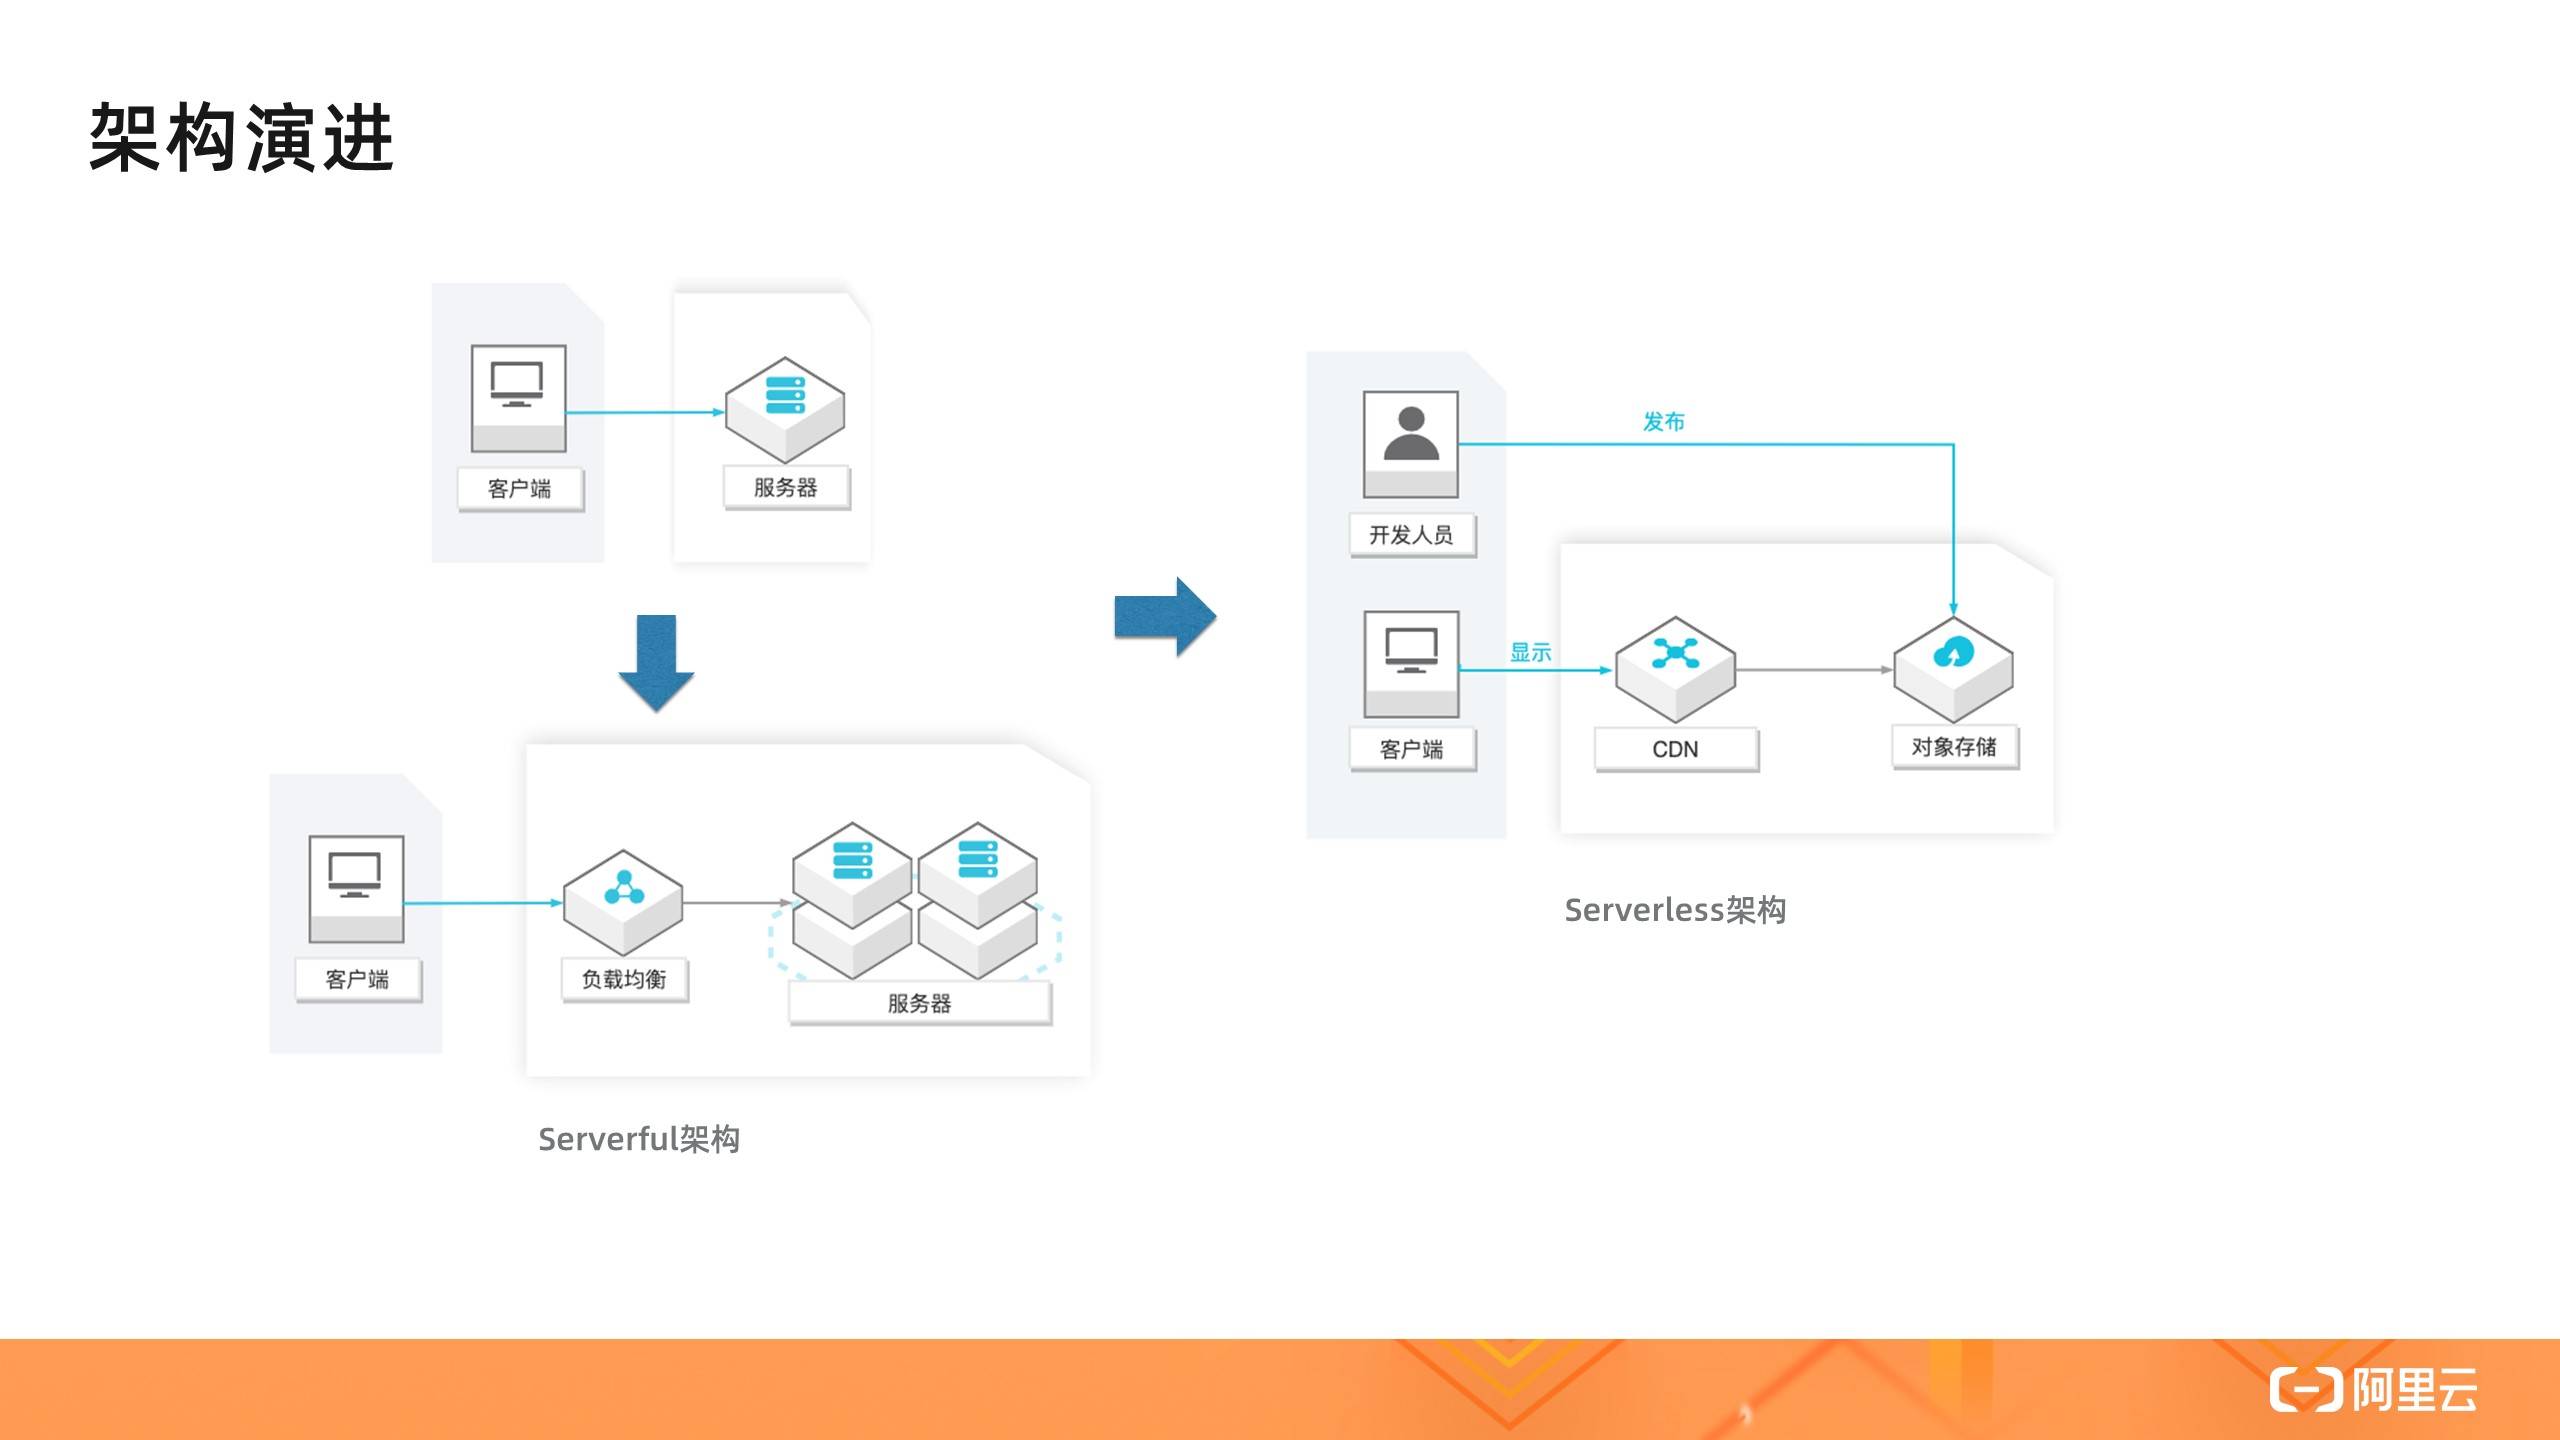 架构演进
客户端
服务器
客户端
负载均衡
服务器
Serverful架构
发布
开发人员
显示
客户端
CDN
对象存储
Serverless架构
阿里云